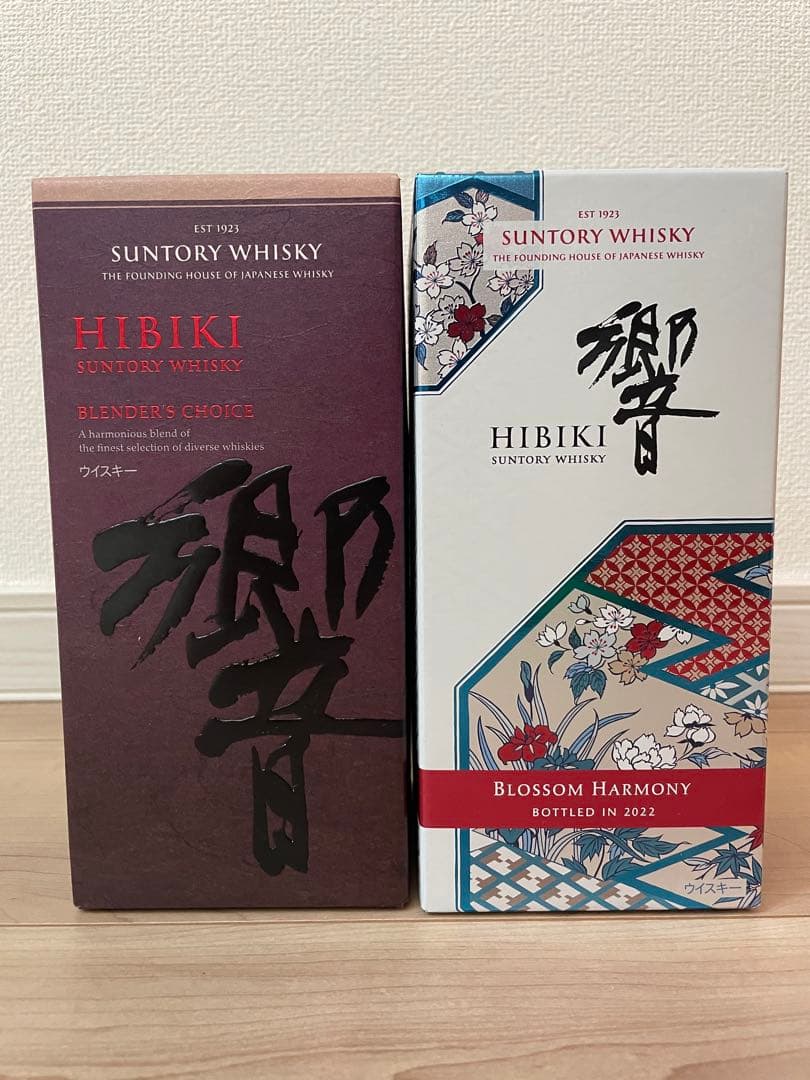 EST 1923
SUNTORY WHISKY
THE FOUNDING HOUSE OF JAPANESE WHISKY
HIBIKI
SUNTORY WHISKY
BLENDER'S CHOICE
A harmonious blend of
the finest selection of diverse whiskies
ウイスキー
響
EST 1923
SUNTORY WHISKY
THE FOUNDING HOUSE OF JAPANESE WHISKY
響
HIBIKI
SUNTORY WHISKY
BLOSSOM HARMONY
BOTTLED IN 2022
ウイスキー